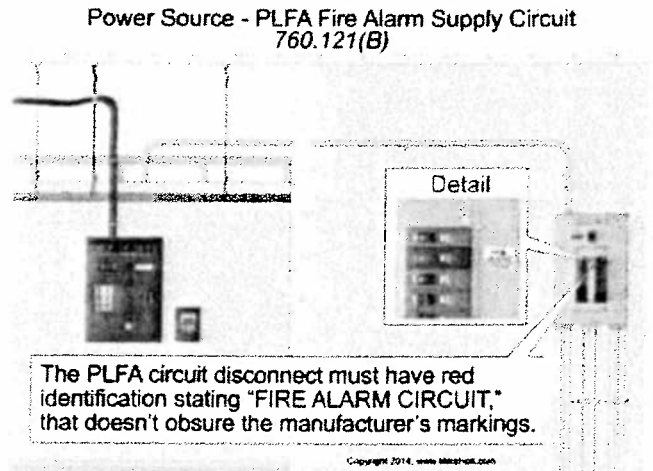 Power Source - PLFA Fire Alarm Supply Circuit
760.121(B)
Detail
The PLFA circuit disconnect must have red
identification stating "FIRE ALARM CIRCUIT,"
that doesn't obsure the manufacturer's markings.
Copyright 2014, www.MikeHolt.com